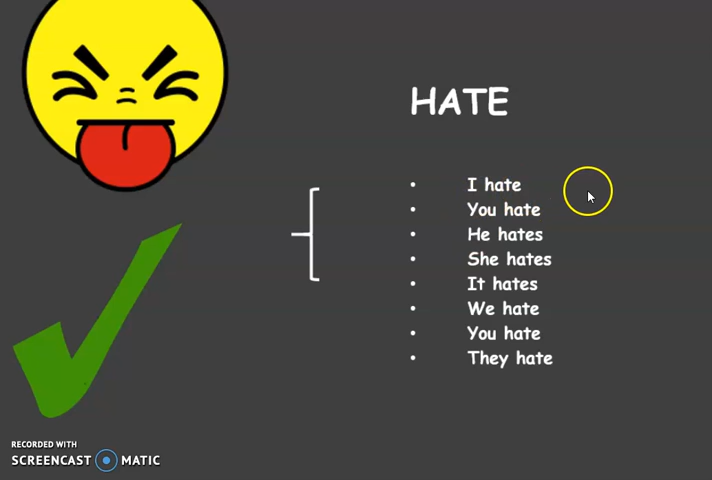 HATE
• I hate
• You hate
• He hates
• She hates
• It hates
• We hate
• You hate
• They hate
RECORDED WITH
SCREENCAST MATIC